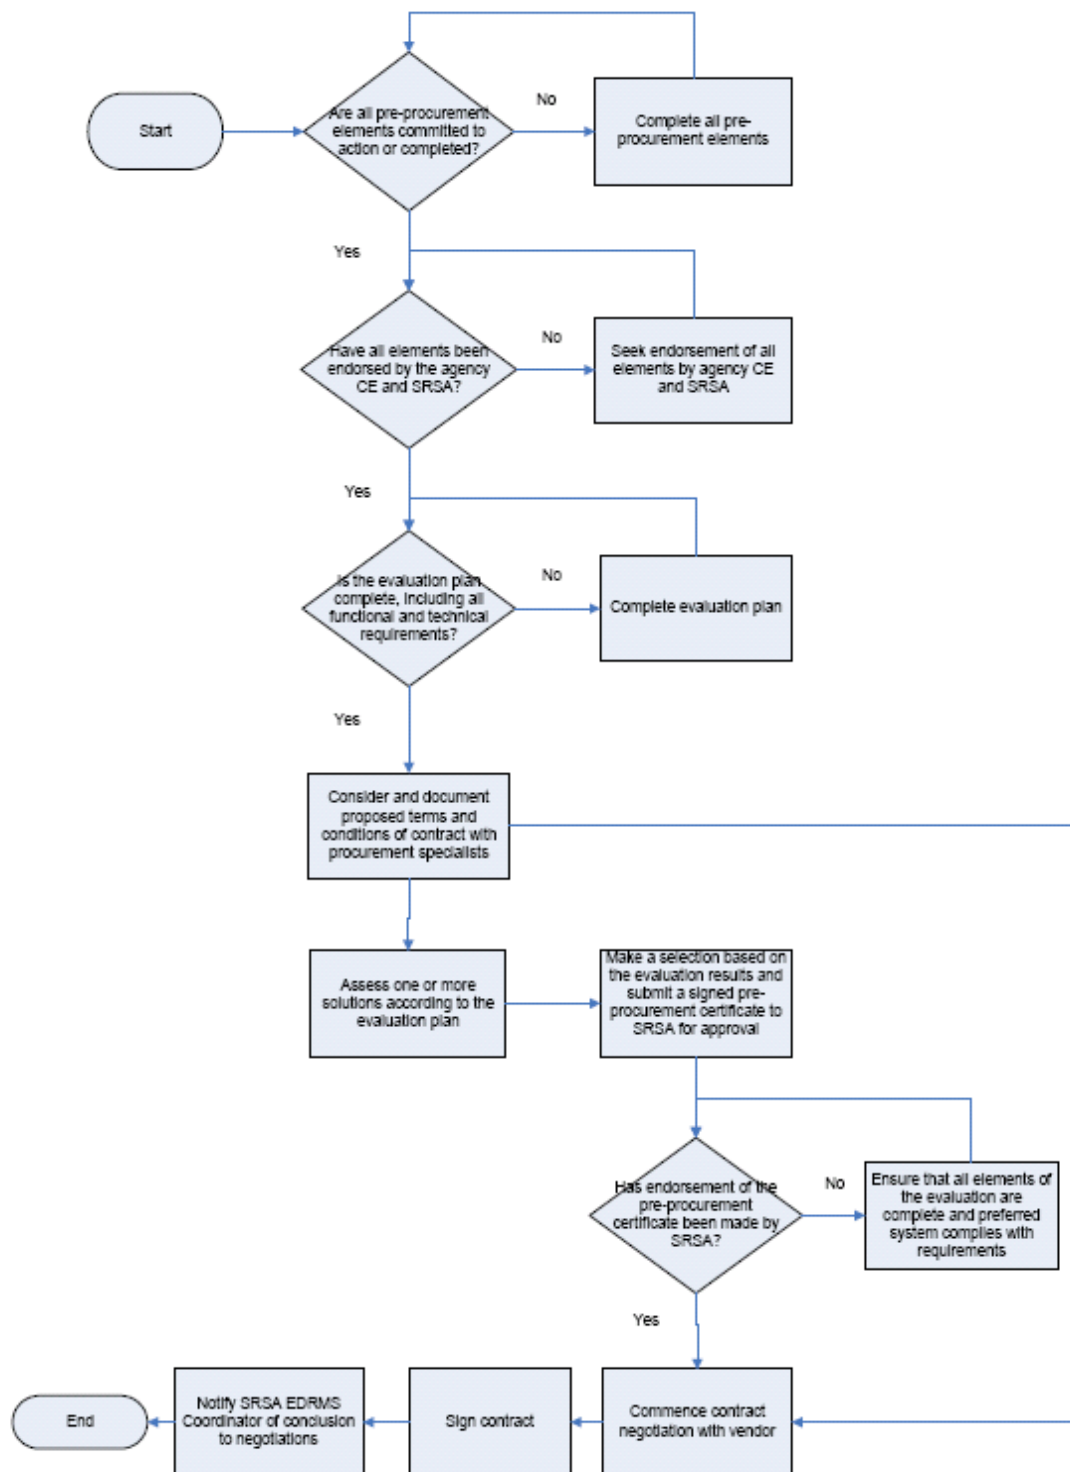 Start
Are all pre-procurement
elements committed to
action or completed?
No
Complete all pre-
procurement elements
Yes
Have all elements been
endorsed by the agency
CE and SRSA?
No
Seek endorsement of all
elements by agency CE
and SRSA
Yes
Is the evaluation plan
complete, including all
functional and technical
requirements?
No
Complete evaluation plan
Yes
Consider and document
proposed terms and
conditions of contract with
procurement specialists
Assess one or more
solutions according to the
evaluation plan
Make a selection based on
the evaluation results and
submit a signed pre-
procurement certificate to
SRSA for approval
Has endorsement of the
pre-procurement
certificate been made by
SRSA?
No
Ensure that all elements of
the evaluation are
complete and preferred
system complies with
requirements
Yes
Commence contract
negotiation with vendor
Sign contract
Notify SRSA EDRMS
Coordinator of conclusion
to negotiations
End